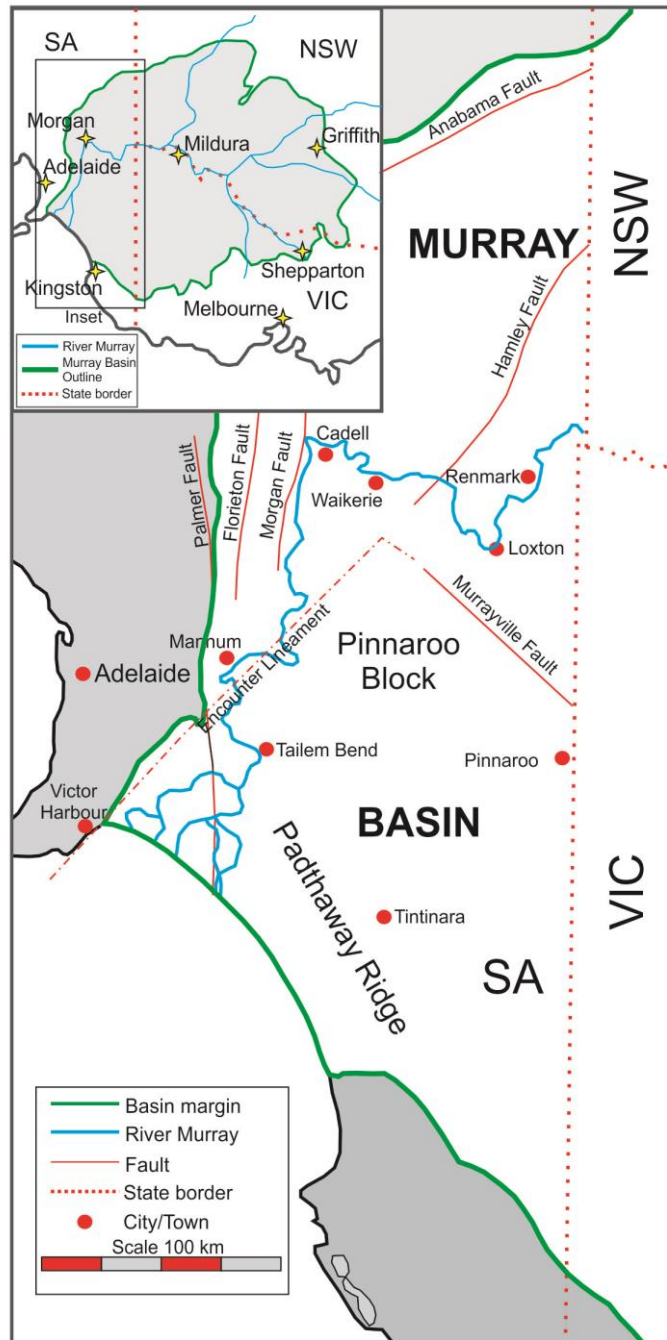 SA
NSW
Morgan
Mildura
Griffith
Adelaide
Kingston
Shepparton
Inset
Melbourne
VIC
River Murray
Murray Basin
Outline
State border
Anabama Fault
NSW
MURRAY
Hamley Fault
Palmer Fault
Florieton Fault
Morgan Fault
Cadell
Waikerie
Renmark
Loxton
Murrayville Fault
Mannum
Encounter Lineament
Pinnaroo
Block
Adelaide
Tailem Bend
Pinnaroo
Victor
Harbour
BASIN
Padthaway Ridge
Tintinara
VIC
SA
Basin margin
River Murray
Fault
State border
City/Town
Scale 100 km